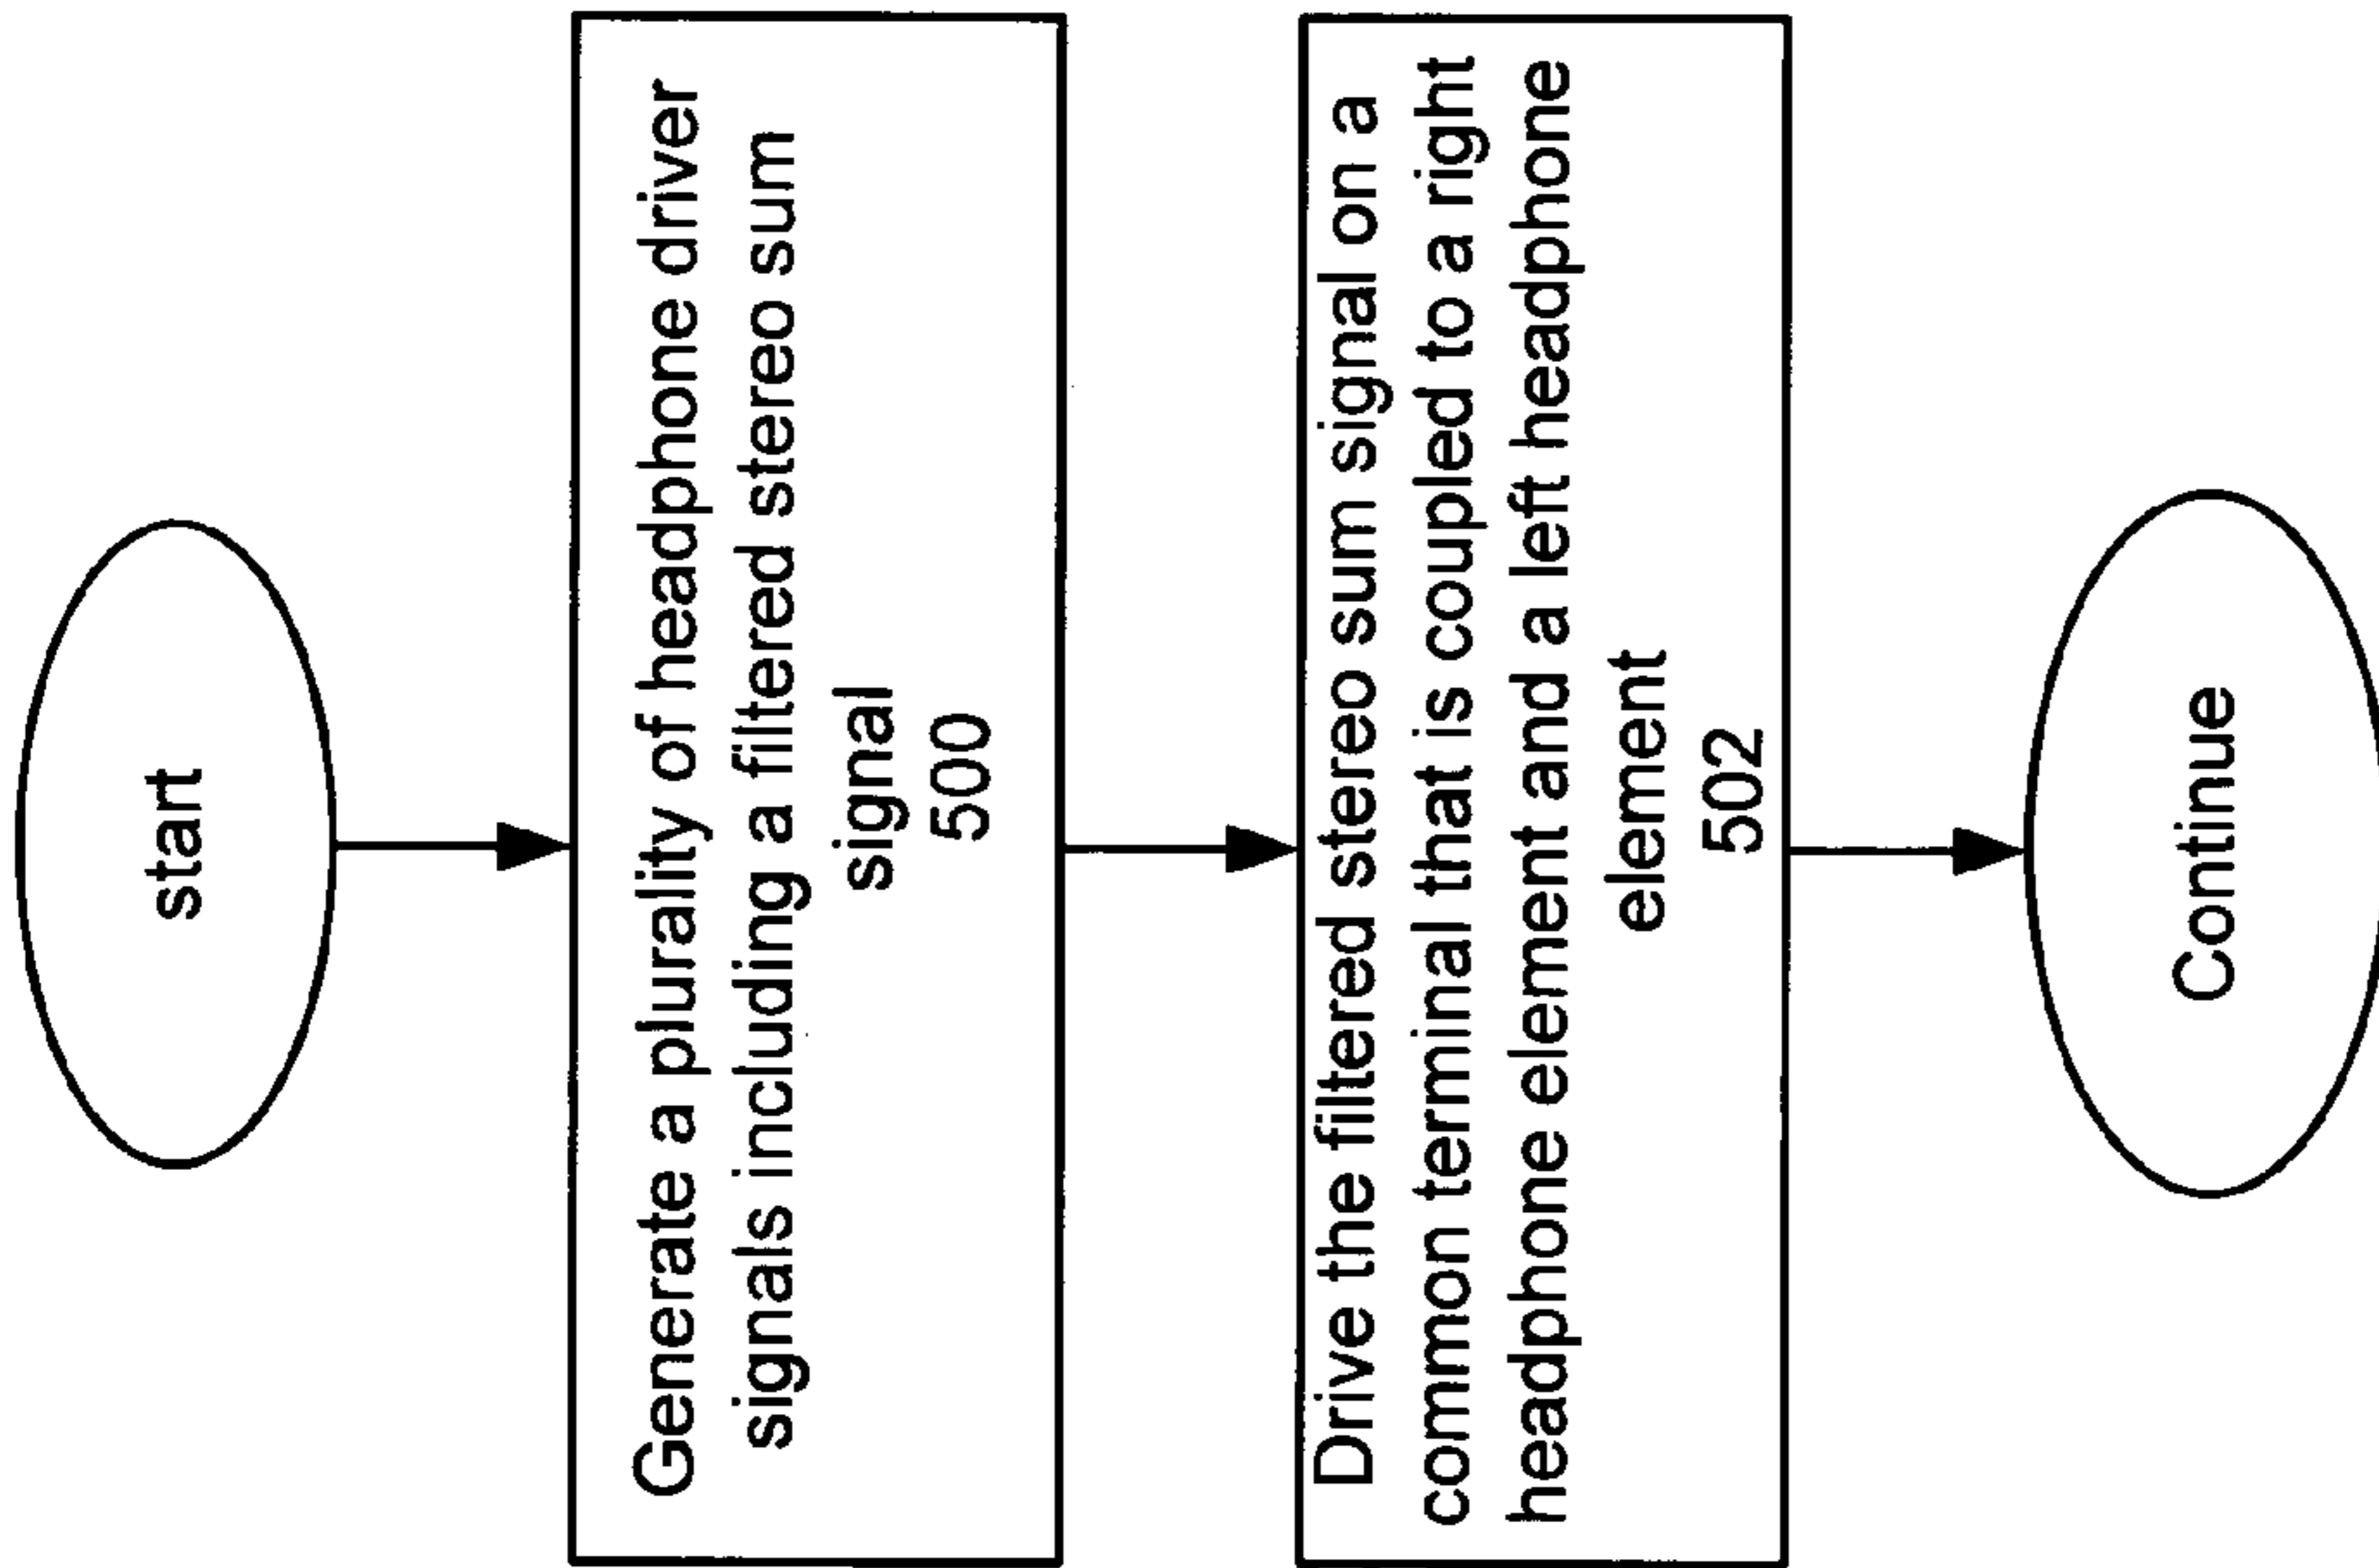 start
Generate a plurality of headphone driver
signals including a filtered stereo sum
signal
500
Drive the filtered stereo sum signal on a
common terminal that is coupled to a right
headphone element and a left headphone
element
502
Continue